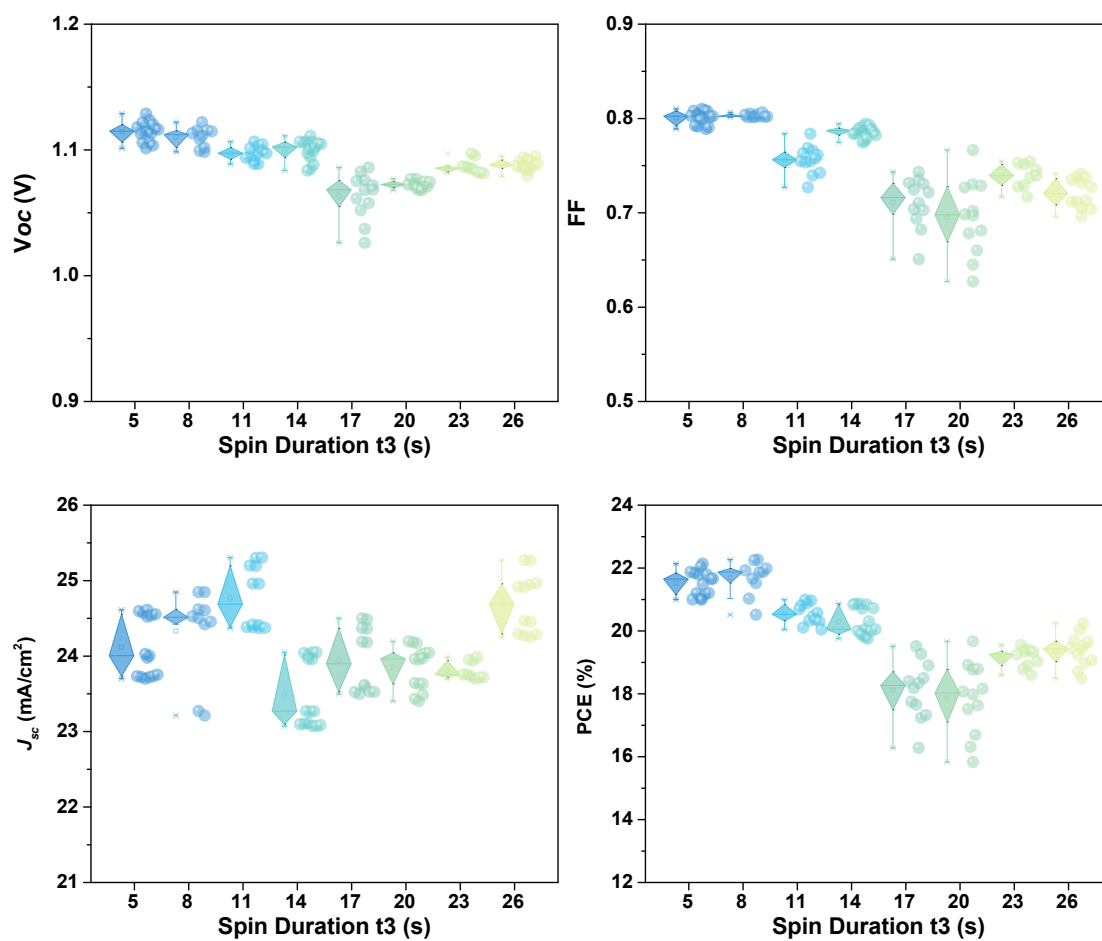 1.2
1.1
1.0
0.9
Voc (V)
5 8 11 14 17 20 23 26
Spin Duration t3 (s)
0.9
0.8
0.7
0.6
0.5
FF
5 8 11 14 17 20 23 26
Spin Duration t3 (s)
26
25
24
23
22
21
Jsc (mA/cm2)
5 8 11 14 17 20 23 26
Spin Duration t3 (s)
24
22
20
18
16
14
12
PCE (%)
5 8 11 14 17 20 23 26
Spin Duration t3 (s)